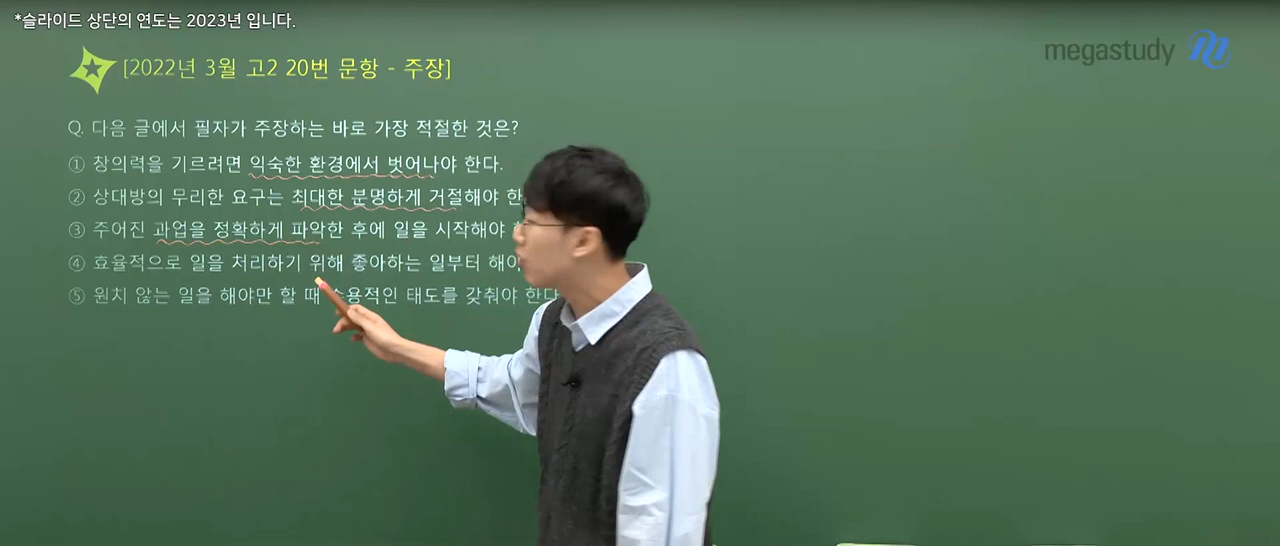 *슬라이드 상단의 연도는 2023년 입니다.
megastudy
[2022년 3월 고2 20번 문항 - 주장]
Q. 다음 글에서 필자가 주장하는 바로 가장 적절한 것은?
① 창의력을 기르려면 익숙한 환경에서 벗어나야 한다.
② 상대방의 무리한 요구는 최대한 분명하게 거절해야
③ 주어진 과업을 정확하게 파악한 후에 일을 시작해야
④ 효율적으로 일을 처리하기 위해 좋아하는 일부터
⑤ 원치 않는 일을 해야만 할 때 태도를 갖춰야 한다